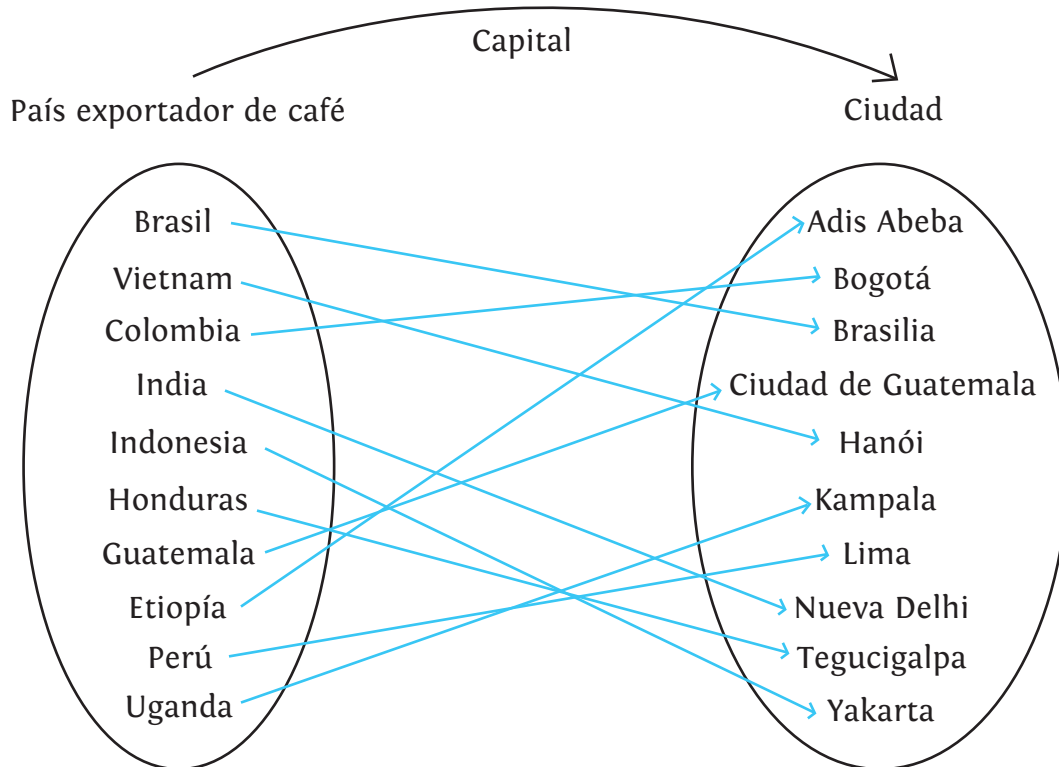 Capital
País exportador de café
Ciudad
Brasil
Vietnam
Colombia
India
Indonesia
Honduras
Guatemala
Etiopía
Perú
Uganda
Adis Abeba
Bogotá
Brasilia
Ciudad de Guatemala
Hanói
Kampala
Lima
Nueva Delhi
Tegucigalpa
Yakarta